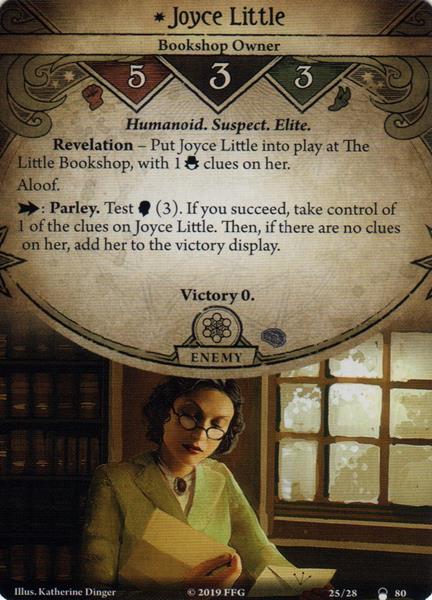 Joyce Little
Bookshop Owner
5 3 3
Humanoid. Suspect. Elite.
Revelation – Put Joyce Little into play at The
Little Bookshop, with 1 clues on her.
Aloof.
: Parley. Test (3). If you succeed, take control
of 1 of the clues on Joyce Little. Then, if there are no clues
on her, add her to the victory display.
Victory 0.
ENEMY
Illus. Katherine Dinger
© 2019 FFG
25/28
80